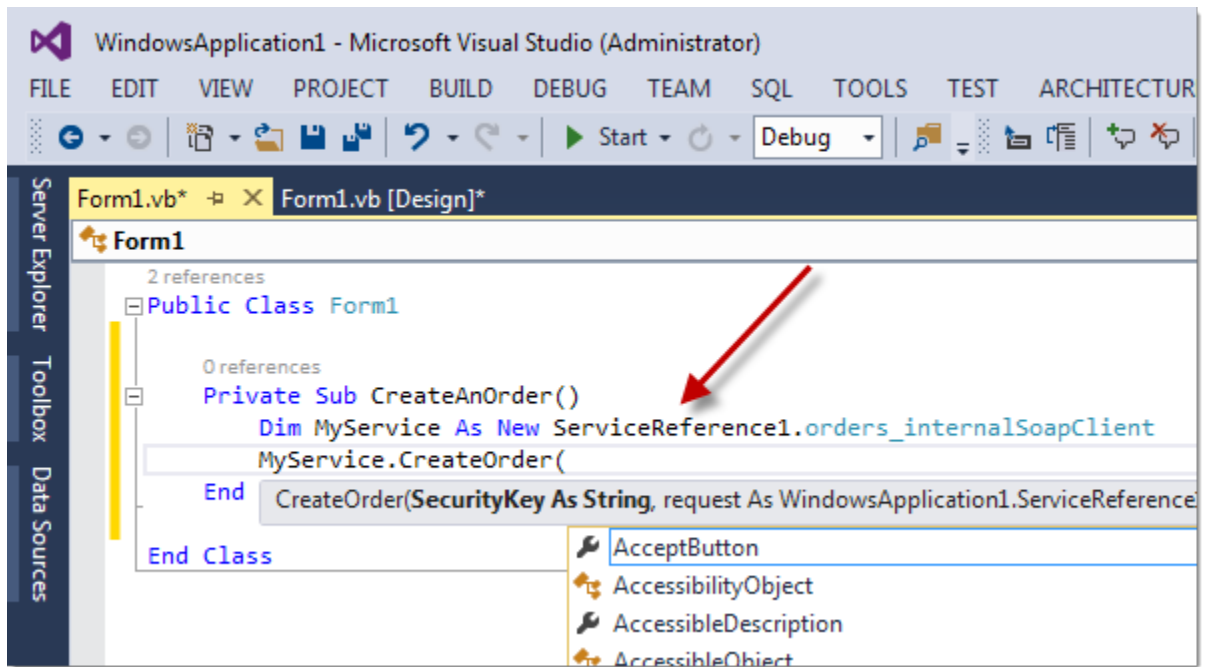 WindowsApplication1 - Microsoft Visual Studio (Administrator)
FILE EDIT VIEW PROJECT BUILD DEBUG TEAM SQL TOOLS TEST ARCHITECTUR
Start Debug
Server Explorer
Toolbox
Data Sources
Form1.vb* Form1.vb [Design]*
Form1
2 references
Public Class Form1
0 references
Private Sub CreateAnOrder()
Dim MyService As New ServiceReference1.orders_internalSoapClient
MyService.CreateOrder(
End
CreateOrder(SecurityKey As String, request As WindowsApplication1.ServiceReference
End Class
AcceptButton
AccessibilityObject
AccessibleDescription
AccessibleObject